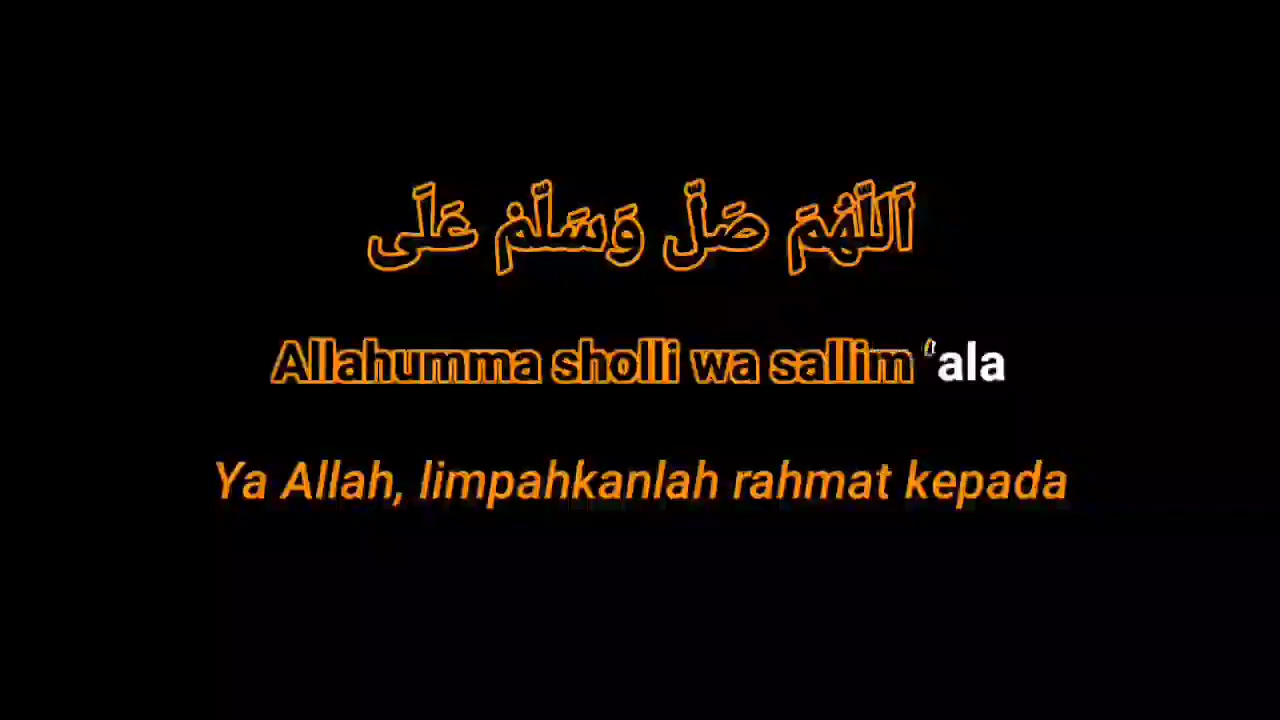 اَللّٰهُمَّ صَلِّ وَسَلِّمْ عَلَى
Allahumma sholli wa sallim ‘ala
Ya Allah, limpahkanlah rahmat kepada